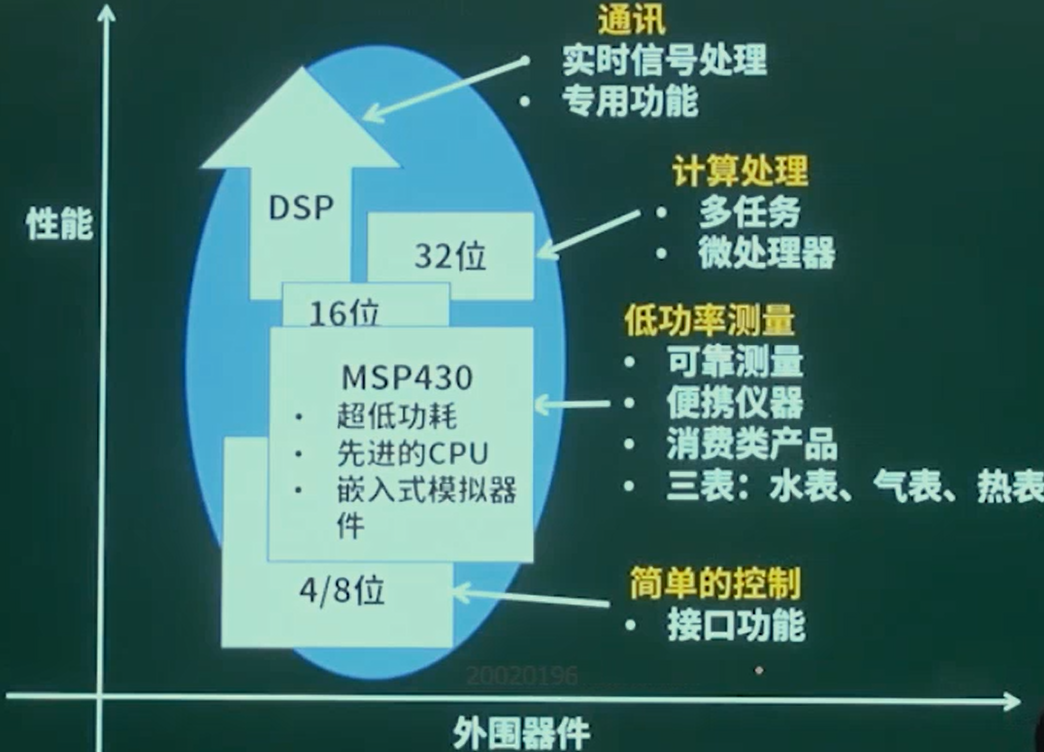 通讯
• 实时信号处理
• 专用功能
计算处理
• 多任务
• 微处理器
性能
DSP
32位
16位
低功率测量
• 可靠测量
• 便携仪器
• 消费类产品
• 三表：水表、气表、热表
MSP430
• 超低功耗
• 先进的CPU
• 嵌入式模拟器
件
4/8位
简单的控制
• 接口功能
20020196
外围器件